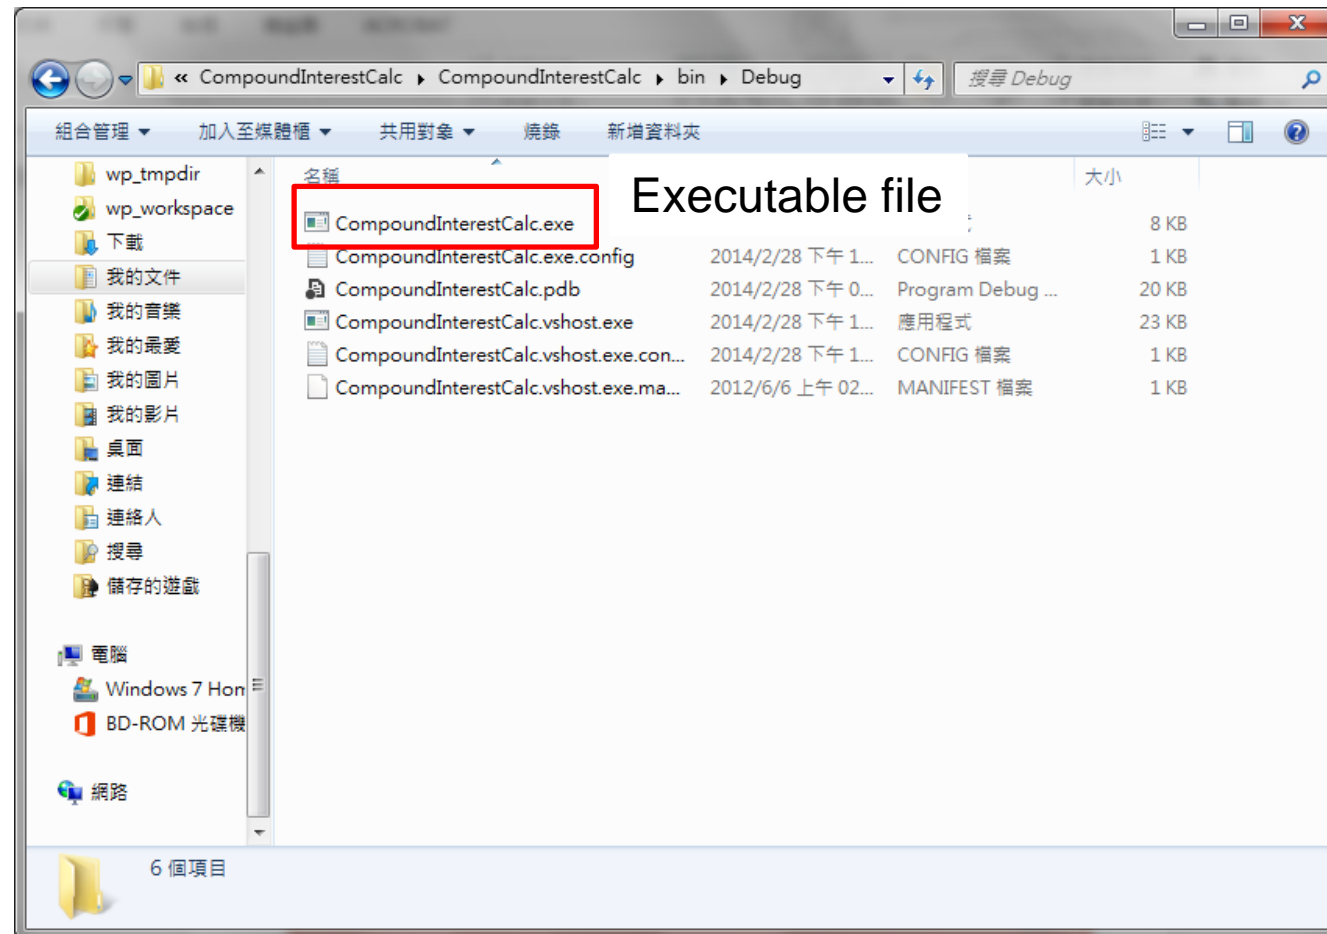 « CompoundInterestCalc ▸ CompoundInterestCalc ▸ bin ▸ Debug
搜尋 Debug
組合管理 加入至媒體櫃 共用對象 燒錄 新增資料夾
wp_tmpdir
wp_workspace
下載
我的文件
我的音樂
我的最愛
我的圖片
我的影片
桌面
連結
連絡人
搜尋
儲存的遊戲
電腦
Windows 7 Hom
BD-ROM 光碟機
網路
名稱 大小
Executable file
CompoundInterestCalc.exe 8 KB
CompoundInterestCalc.exe.config 2014/2/28 下午 1... CONFIG 檔案 1 KB
CompoundInterestCalc.pdb 2014/2/28 下午 0... Program Debug ... 20 KB
CompoundInterestCalc.vshost.exe 2014/2/28 下午 1... 應用程式 23 KB
CompoundInterestCalc.vshost.exe.con... 2014/2/28 下午 1... CONFIG 檔案 1 KB
CompoundInterestCalc.vshost.exe.ma... 2012/6/6 上午 02... MANIFEST 檔案 1 KB
6 個項目